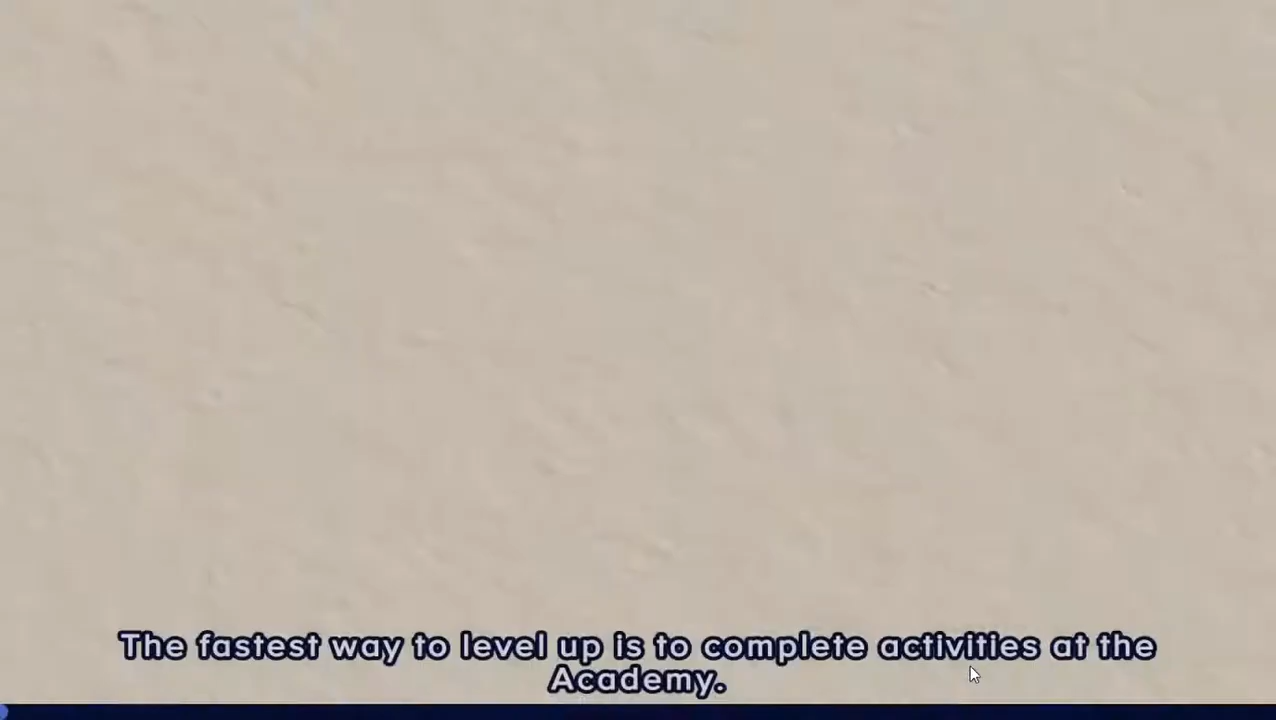 The fastest way to level up is to complete activities at the
Academy.